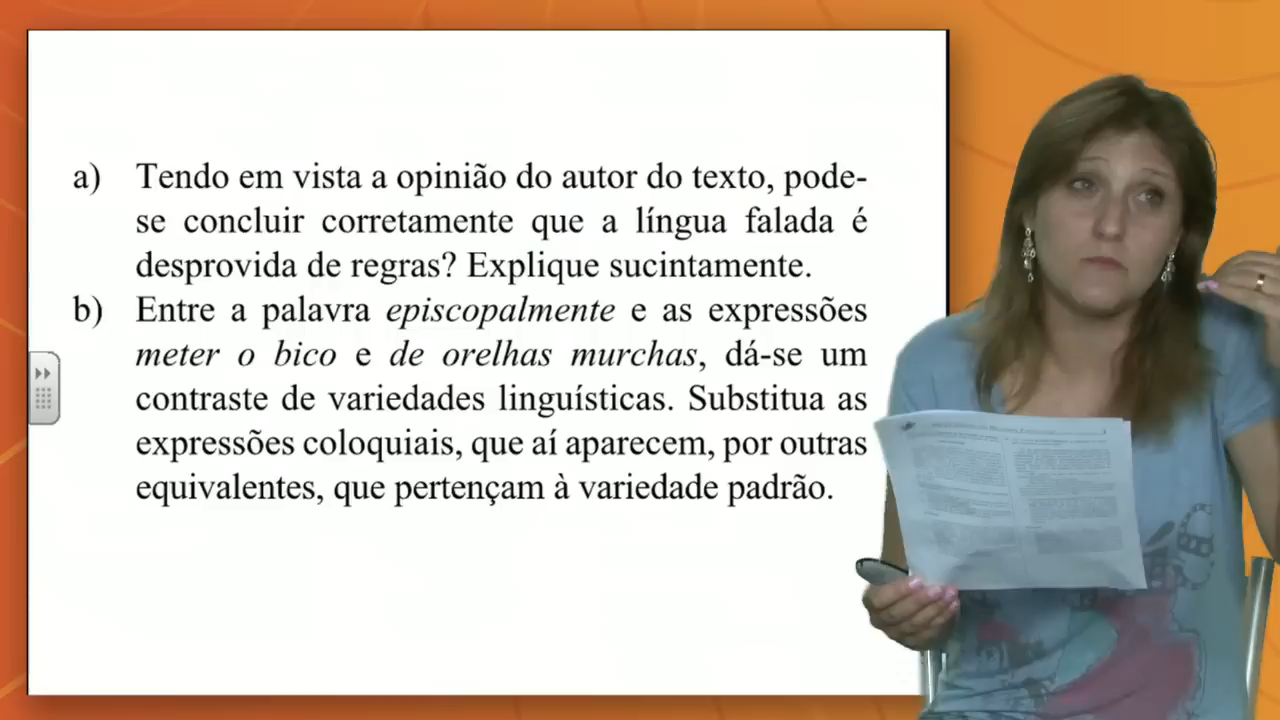 a) Tendo em vista a opinião do autor do texto, pode-
se concluir corretamente que a língua falada é
desprovida de regras? Explique sucintamente.
b) Entre a palavra episcopalmente e as expressões
meter o bico e de orelhas murchas, dá-se um
contraste de variedades linguísticas. Substitua as
expressões coloquiais, que aí aparecem, por outras
equivalentes, que pertençam à variedade padrão.